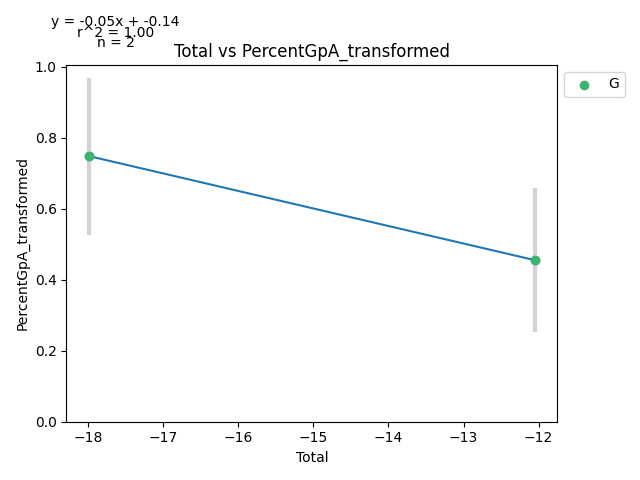 y = -0.05x + -0.14
r^2 = 1.00
n = 2
Total vs PercentGpA_transformed
G
PercentGpA_transformed
1.0
0.8
0.6
0.4
0.2
0.0
−18 −17 −16 −15 −14 −13 −12
Total